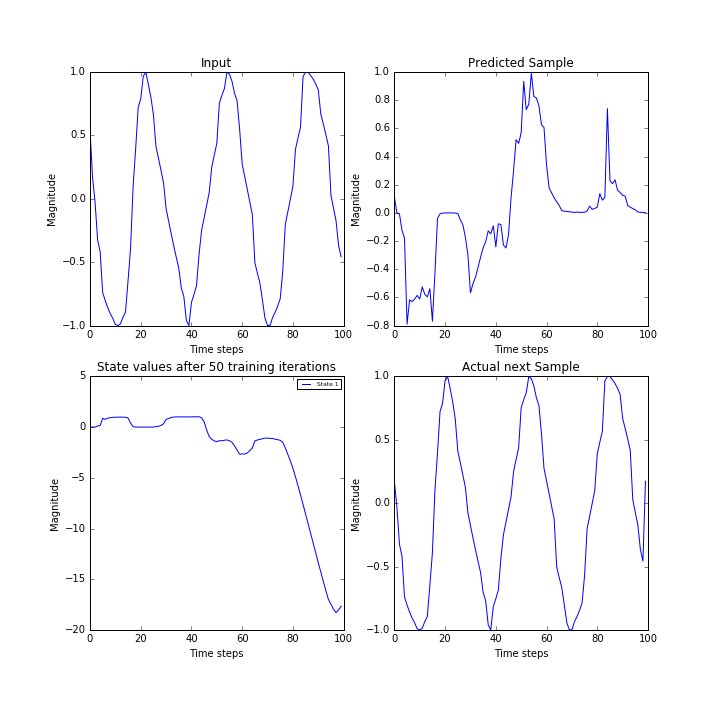 Input
1.0
0.5
0.0
−0.5
−1.0
Magnitude
0 20 40 60 80 100
Time steps
Predicted Sample
1.0
0.8
0.6
0.4
0.2
0.0
−0.2
−0.4
−0.6
−0.8
Magnitude
0 20 40 60 80 100
Time steps
State values after 50 training iterations
5
0
−5
−10
−15
−20
Magnitude
State 1
0 20 40 60 80 100
Time steps
Actual next Sample
1.0
0.5
0.0
−0.5
−1.0
Magnitude
0 20 40 60 80 100
Time steps